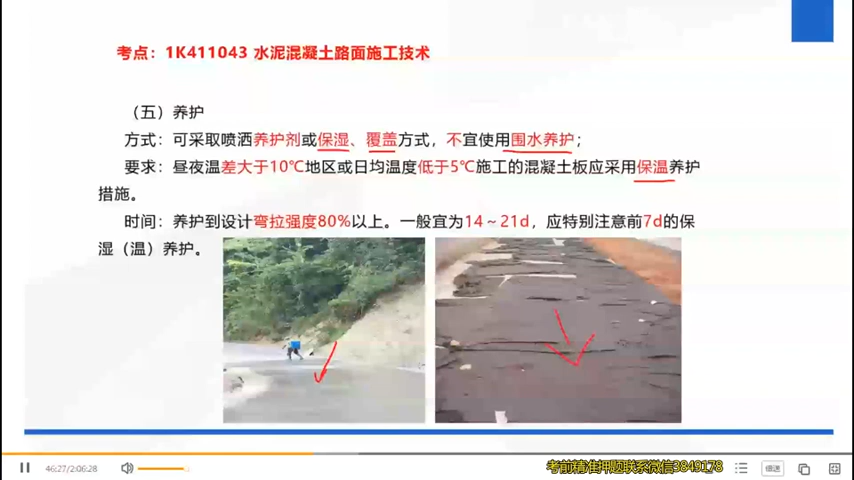 考点：1K411043 水泥混凝土路面施工技术
（五）养护
方式：可采取喷洒养护剂或保湿、覆盖方式，不宜使用围水养护；
要求：昼夜温差大于10℃地区或日均温度低于5℃施工的混凝土板应采用保温养护
措施。
时间：养护到设计弯拉强度80%以上。一般宜为14～21d，应特别注意前7d的保
湿（温）养护。
46:27/2:06:28
考前精准押题联系微信3849178
倍速